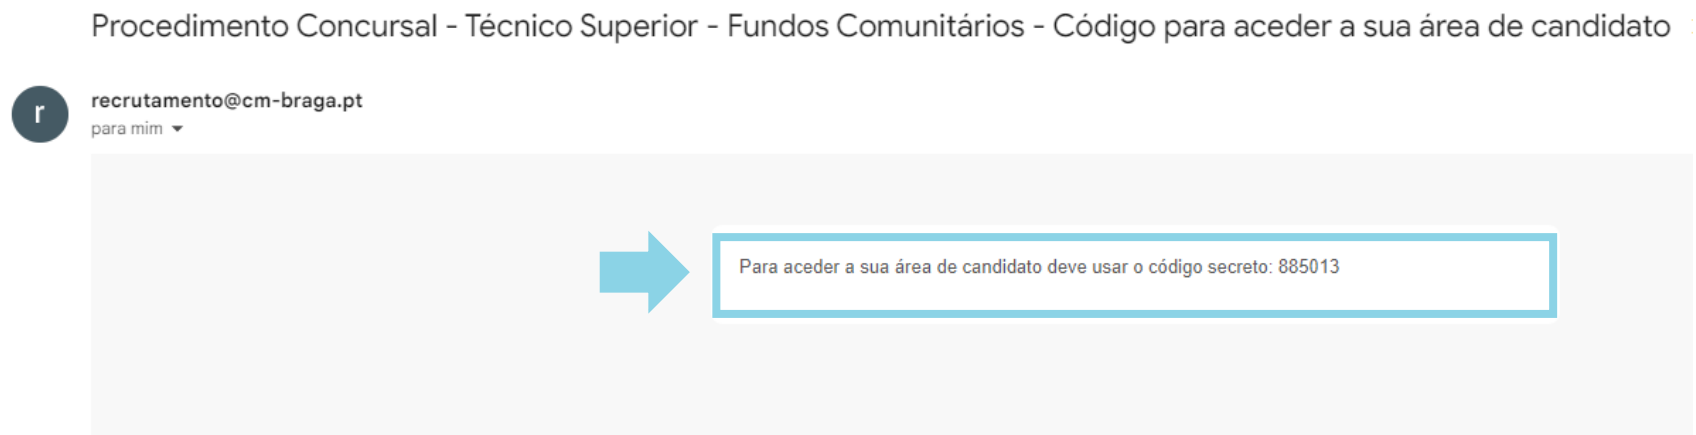 Procedimento Concursal - Técnico Superior - Fundos Comunitários - Código para aceder a sua área de candidato
r
recrutamento@cm-braga.pt
para mim
Para aceder a sua área de candidato deve usar o código secreto: 885013